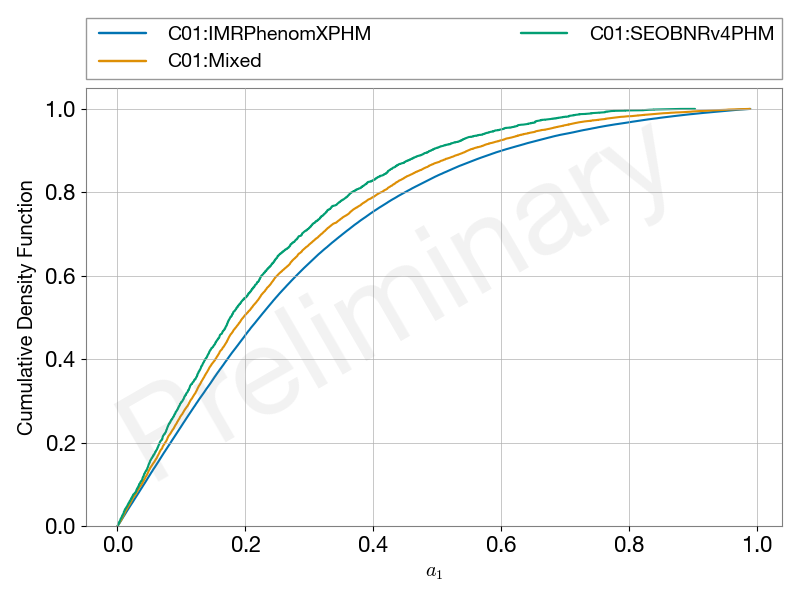 C01:IMRPhenomXPHM
C01:Mixed
C01:SEOBNRv4PHM
Cumulative Density Function
1.0
0.8
0.6
0.4
0.2
0.0
Preliminary
0.0 0.2 0.4 0.6 0.8 1.0
a₁